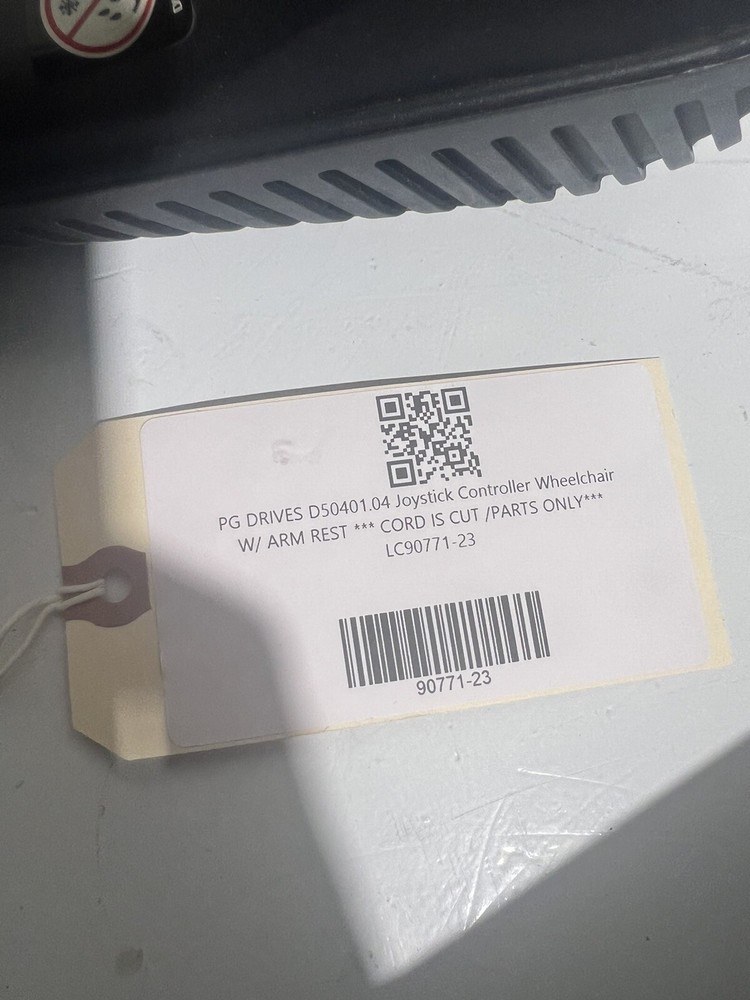 PG DRIVES D50401.04 Joystick Controller Wheelchair
W/ ARM REST *** CORD IS CUT /PARTS ONLY***
LC90771-23
90771-23